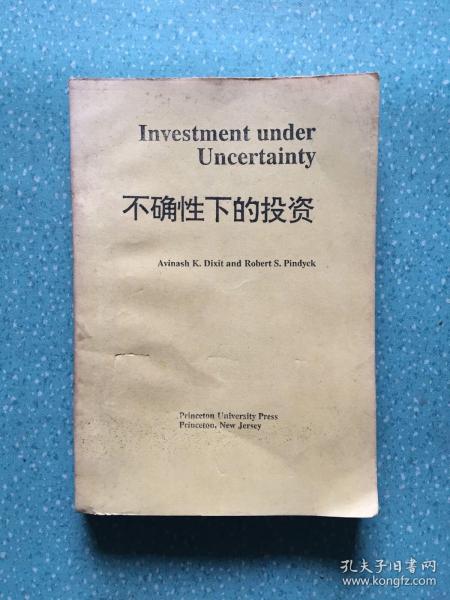 Investment under
Uncertainty
不确性下的投资
Avinash K. Dixit and Robert S. Pindyck
Princeton University Press
Princeton, New Jersey
孔夫子旧书网
www.kongfz.com